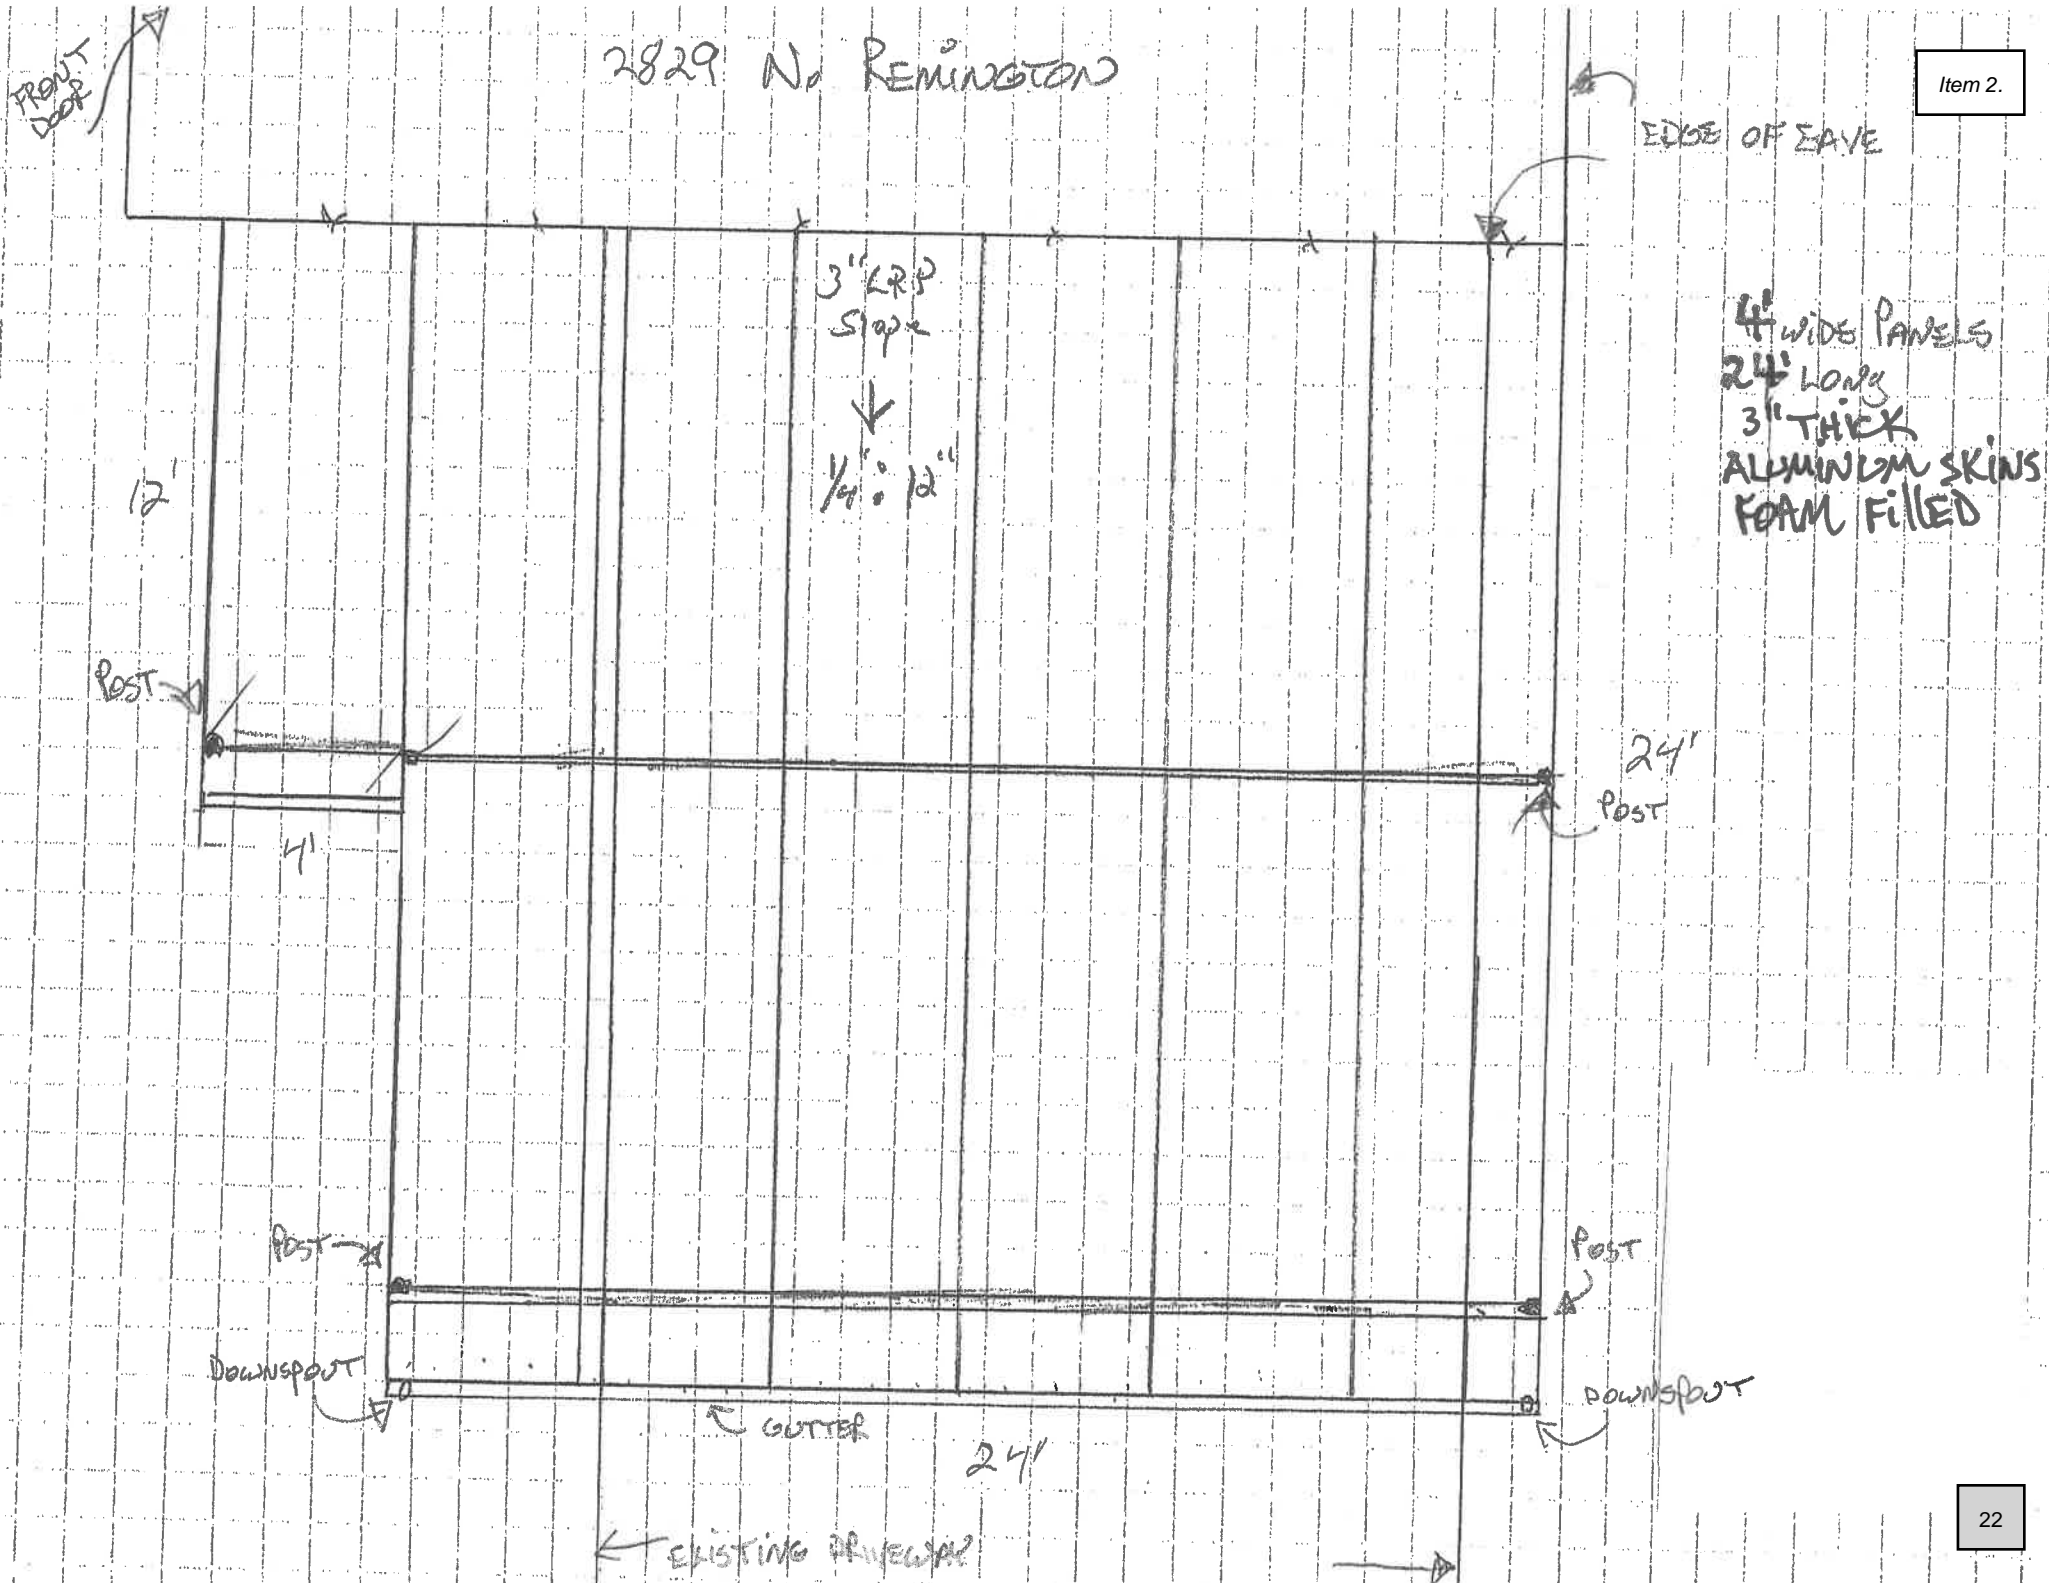 2829 N. REMINGTON
Item 2.
FRONT
DOOR
EDGE OF EAVE
3" LRP
Slope
1/4" : 12"
4' WIDE PANELS
24' LONG
3" THICK
ALUMINUM SKINS
FOAM FILLED
12'
POST
24'
POST
4'
POST
POST
DOWNSPOUT
DOWNSPOUT
GUTTER
24'
EXISTING DRIVEWAY
22